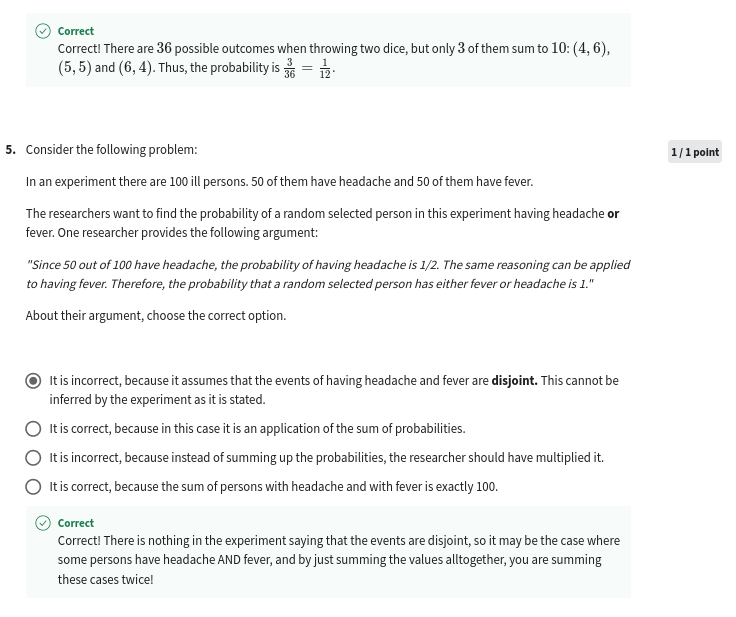 Correct
Correct! There are 36 possible outcomes when throwing two dice, but only 3 of them sum to 10: (4, 6),
(5, 5) and (6, 4). Thus, the probability is 3/36 = 1/12.
5. Consider the following problem:
1 / 1 point
In an experiment there are 100 ill persons. 50 of them have headache and 50 of them have fever.
The researchers want to find the probability of a random selected person in this experiment having headache or
fever. One researcher provides the following argument:
"Since 50 out of 100 have headache, the probability of having headache is 1/2. The same reasoning can be applied
to having fever. Therefore, the probability that a random selected person has either fever or headache is 1."
About their argument, choose the correct option.
It is incorrect, because it assumes that the events of having headache and fever are disjoint. This cannot be
inferred by the experiment as it is stated.
It is correct, because in this case it is an application of the sum of probabilities.
It is incorrect, because instead of summing up the probabilities, the researcher should have multiplied it.
It is correct, because the sum of persons with headache and with fever is exactly 100.
Correct
Correct! There is nothing in the experiment saying that the events are disjoint, so it may be the case where
some persons have headache AND fever, and by just summing the values alltogether, you are summing
these cases twice!